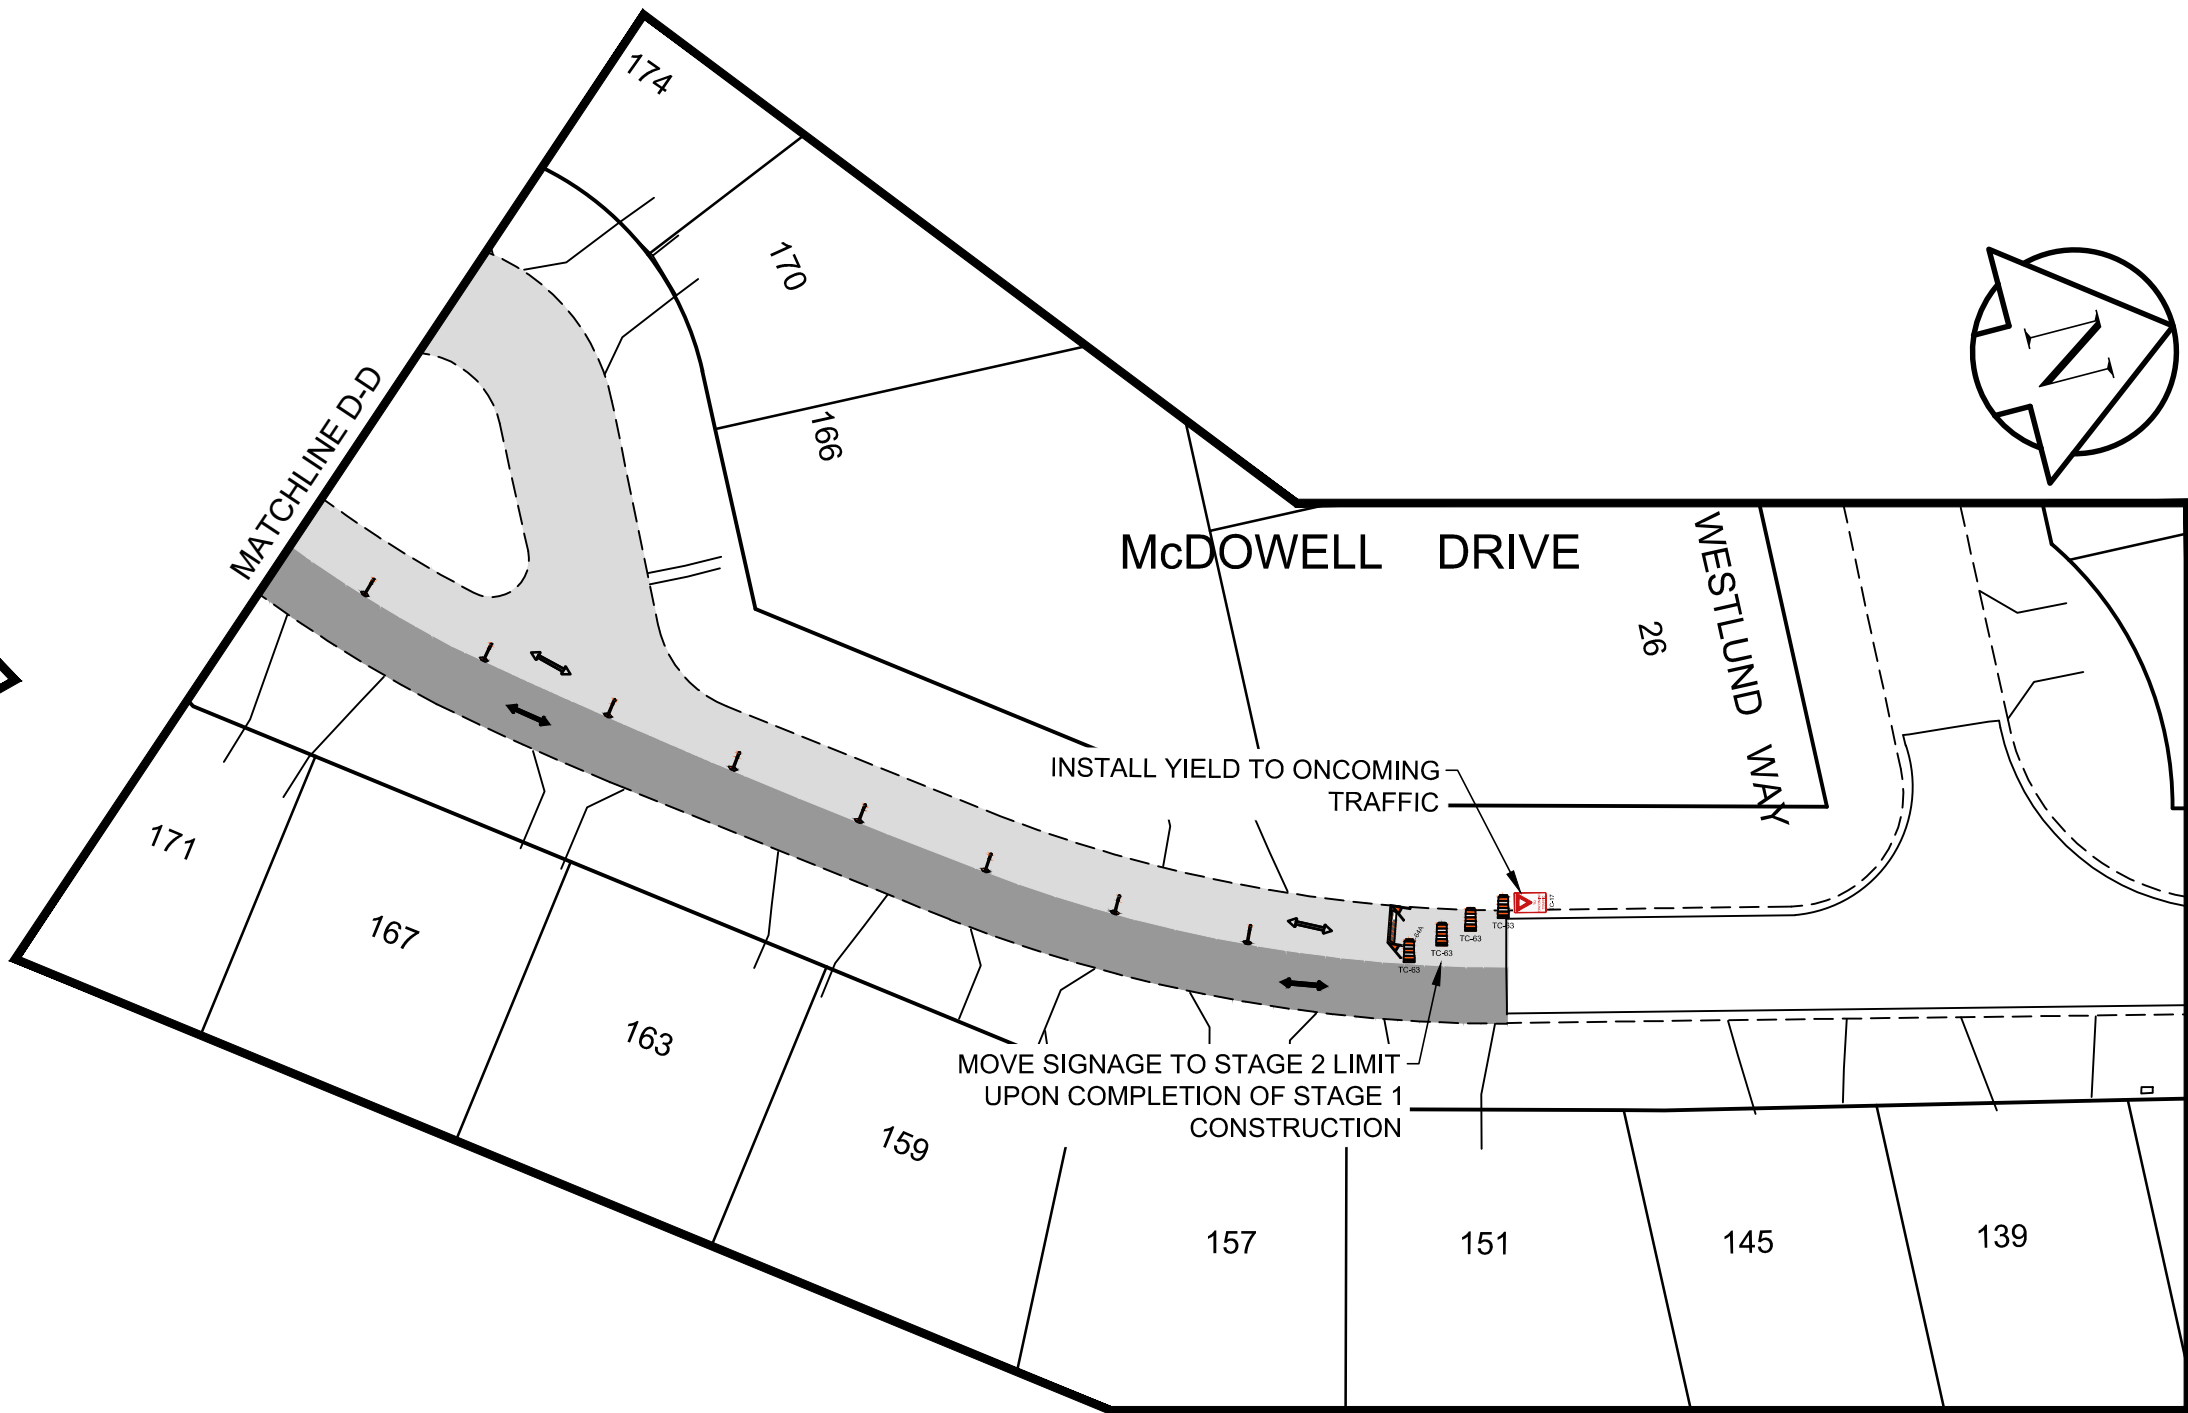 174
170
166
MATCHLINE D-D
McDOWELL DRIVE
WESTLUND WAY
26
N
INSTALL YIELD TO ONCOMING
TRAFFIC
TC-63
TC-63
TC-63
TC-63
171
167
163
159
MOVE SIGNAGE TO STAGE 2 LIMIT
UPON COMPLETION OF STAGE 1
CONSTRUCTION
157
151
145
139